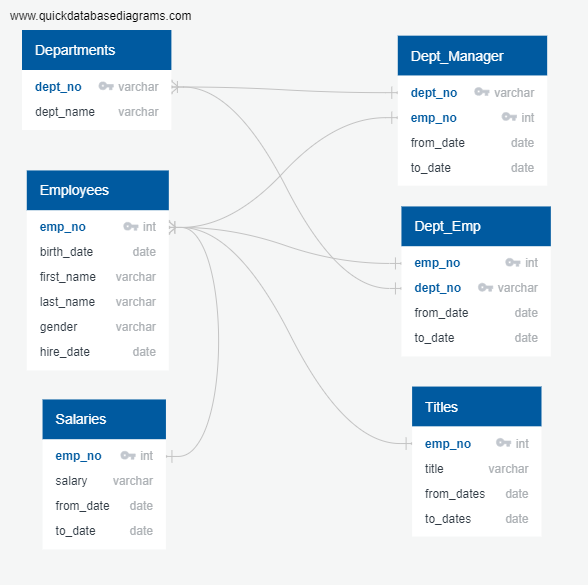 www.quickdatabasediagrams.com
Departments
dept_no varchar
dept_name varchar
Employees
emp_no int
birth_date date
first_name varchar
last_name varchar
gender varchar
hire_date date
Salaries
emp_no int
salary varchar
from_date date
to_date date
Dept_Manager
dept_no varchar
emp_no int
from_date date
to_date date
Dept_Emp
emp_no int
dept_no varchar
from_date date
to_date date
Titles
emp_no int
title varchar
from_dates date
to_dates date